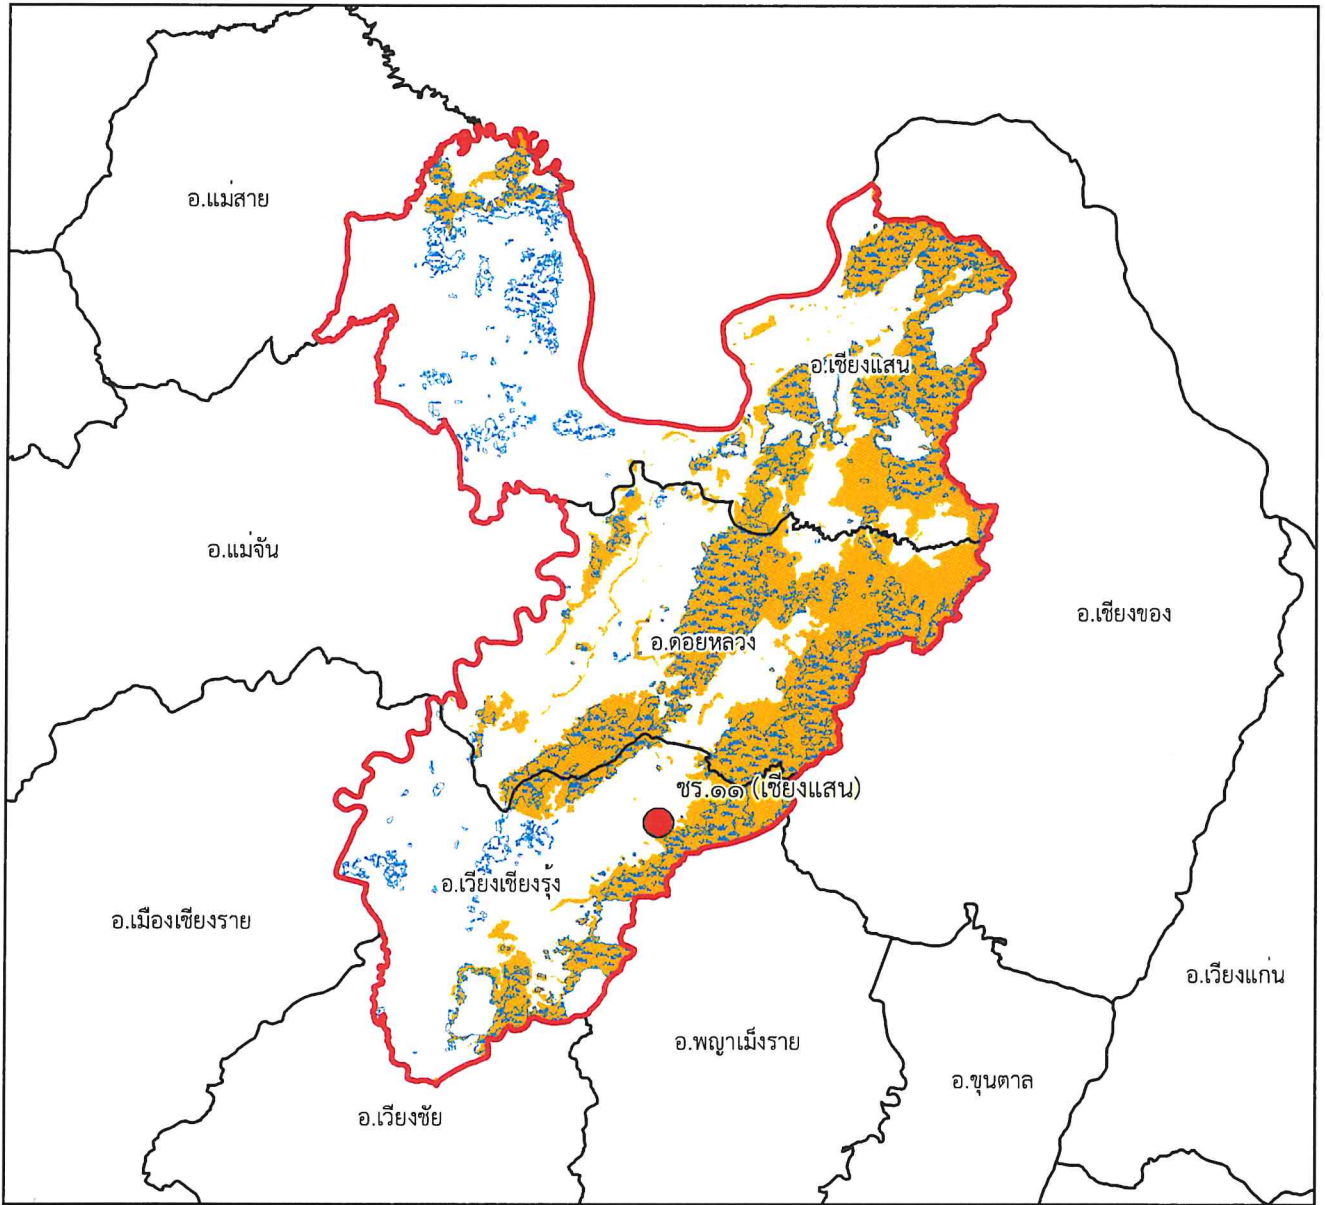 อ.แม่สาย
อ.เชียงแสน
อ.แม่จัน
อ.เชียงของ
อ.ดอยหลวง
ชร.๑๑ (เชียงแสน)
อ.เวียงเชียงรุ้ง
อ.เมืองเชียงราย
อ.เวียงแก่น
อ.พญาเม็งราย
อ.ขุนตาล
อ.เวียงชัย